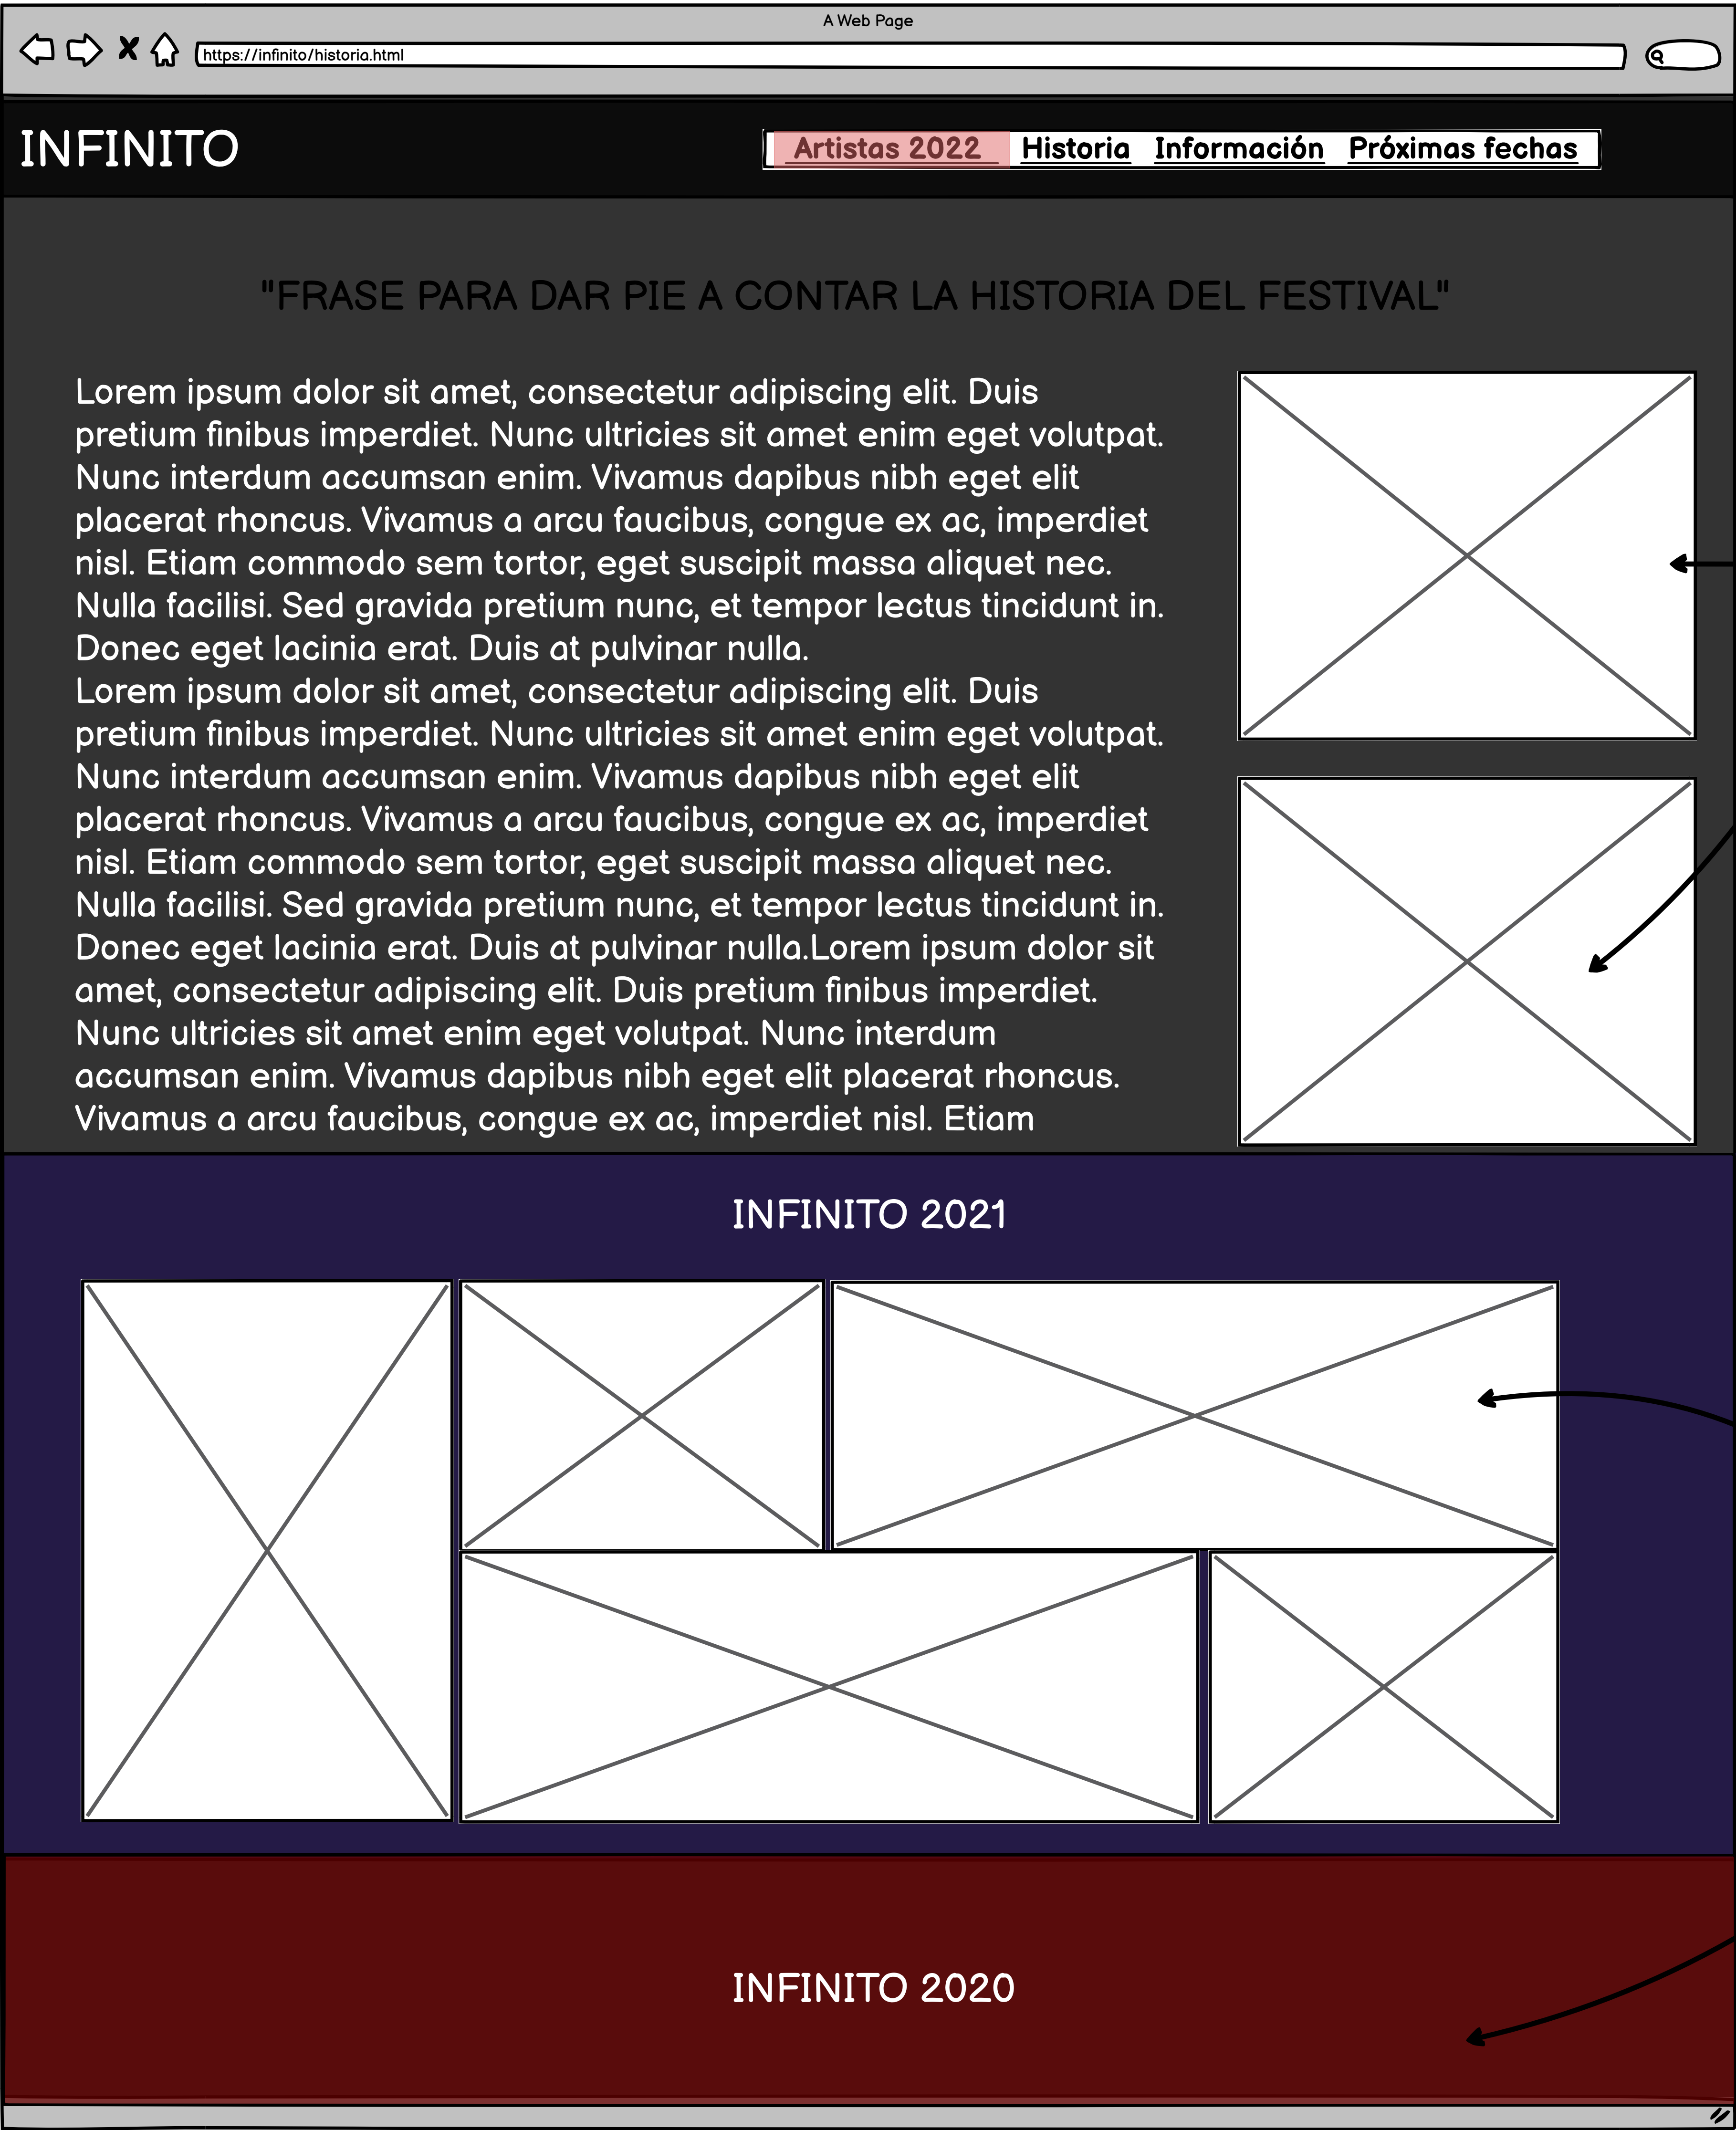 A Web Page
https://infinito/historia.html
INFINITO
Artistas 2022 Historia Información Próximas fechas
"FRASE PARA DAR PIE A CONTAR LA HISTORIA DEL FESTIVAL"
Lorem ipsum dolor sit amet, consectetur adipiscing elit. Duis
pretium finibus imperdiet. Nunc ultricies sit amet enim eget volutpat.
Nunc interdum accumsan enim. Vivamus dapibus nibh eget elit
placerat rhoncus. Vivamus a arcu faucibus, congue ex ac, imperdiet
nisl. Etiam commodo sem tortor, eget suscipit massa aliquet nec.
Nulla facilisi. Sed gravida pretium nunc, et tempor lectus tincidunt in.
Donec eget lacinia erat. Duis at pulvinar nulla.
Lorem ipsum dolor sit amet, consectetur adipiscing elit. Duis
pretium finibus imperdiet. Nunc ultricies sit amet enim eget volutpat.
Nunc interdum accumsan enim. Vivamus dapibus nibh eget elit
placerat rhoncus. Vivamus a arcu faucibus, congue ex ac, imperdiet
nisl. Etiam commodo sem tortor, eget suscipit massa aliquet nec.
Nulla facilisi. Sed gravida pretium nunc, et tempor lectus tincidunt in.
Donec eget lacinia erat. Duis at pulvinar nulla.Lorem ipsum dolor sit
amet, consectetur adipiscing elit. Duis pretium finibus imperdiet.
Nunc ultricies sit amet enim eget volutpat. Nunc interdum
accumsan enim. Vivamus dapibus nibh eget elit placerat rhoncus.
Vivamus a arcu faucibus, congue ex ac, imperdiet nisl. Etiam
INFINITO 2021
INFINITO 2020